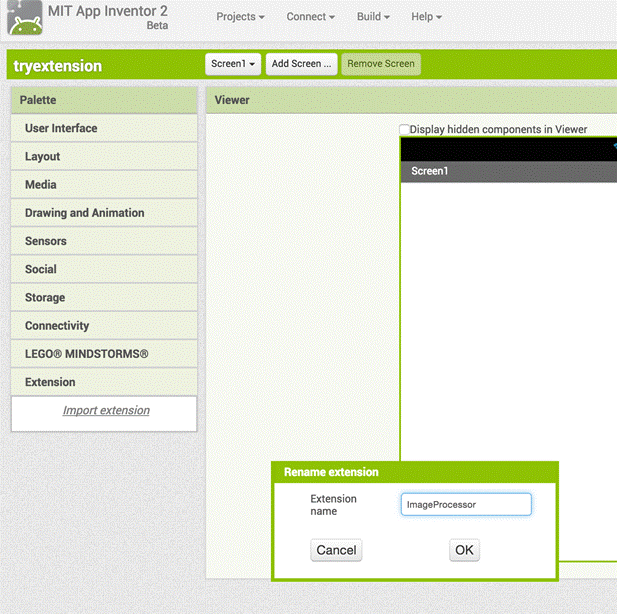 MIT App Inventor 2
Beta
Projects Connect Build Help
tryextension
Screen1 Add Screen ... Remove Screen
Palette
Viewer
User Interface
Layout
Media
Drawing and Animation
Sensors
Social
Storage
Connectivity
LEGO® MINDSTORMS®
Extension
Import extension
Display hidden components in Viewer
Screen1
Rename extension
Extension
name
ImageProcessor
Cancel OK